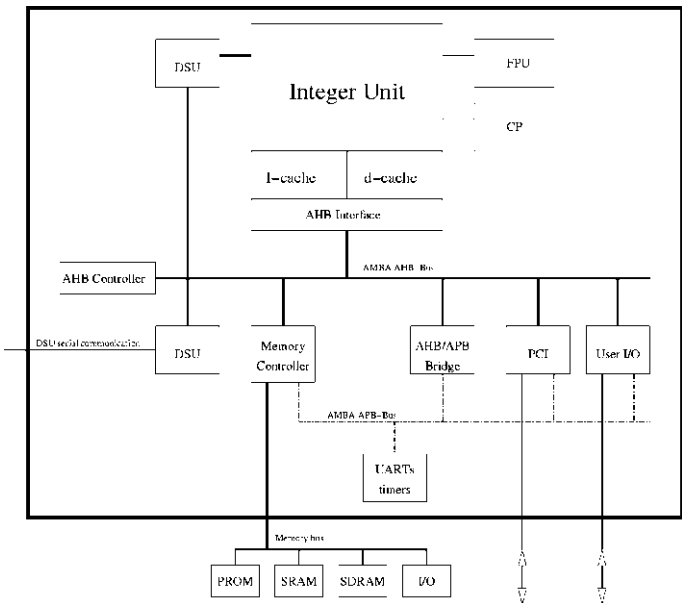 DSU
Integer Unit
FPU
CP
I-cache
d-cache
AHB Interface
AMBA AHB-Bus
AHB Controller
DSU serial communication
DSU
Memory
Controller
AHB/APB
Bridge
PCI
User I/O
AMBA APB-Bus
UARTs
timers
Memory bus
PROM
SRAM
SDRAM
I/O